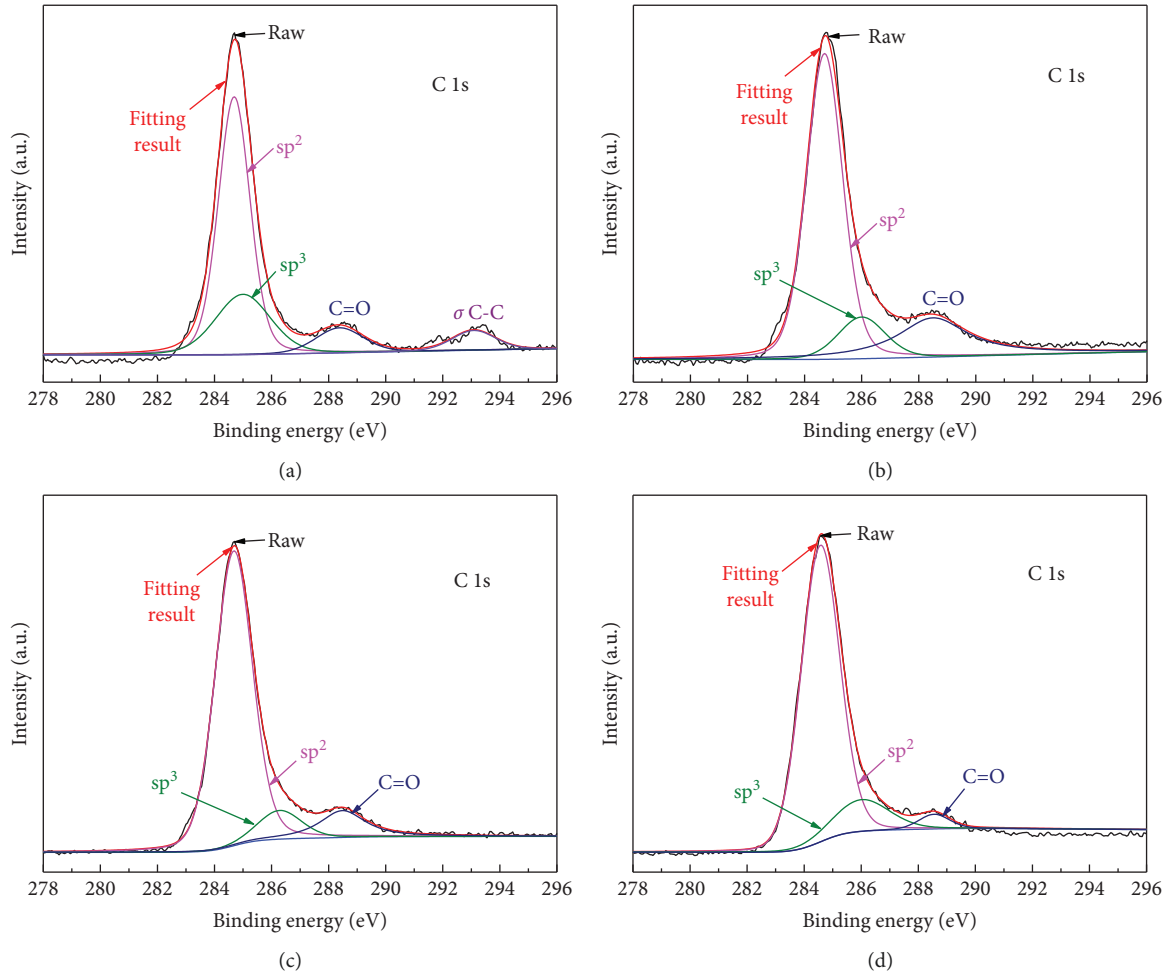 Raw
C 1s
Fitting
result
sp²
sp³
C=O
σ C-C
Intensity (a.u.)
278 280 282 284 286 288 290 292 294 296
Binding energy (eV)
(a)
Raw
C 1s
Fitting
result
sp²
sp³
C=O
Intensity (a.u.)
278 280 282 284 286 288 290 292 294 296
Binding energy (eV)
(b)
Raw
C 1s
Fitting
result
sp²
sp³
C=O
Intensity (a.u.)
278 280 282 284 286 288 290 292 294 296
Binding energy (eV)
(c)
Raw
C 1s
Fitting
result
sp²
sp³
C=O
Intensity (a.u.)
278 280 282 284 286 288 290 292 294 296
Binding energy (eV)
(d)